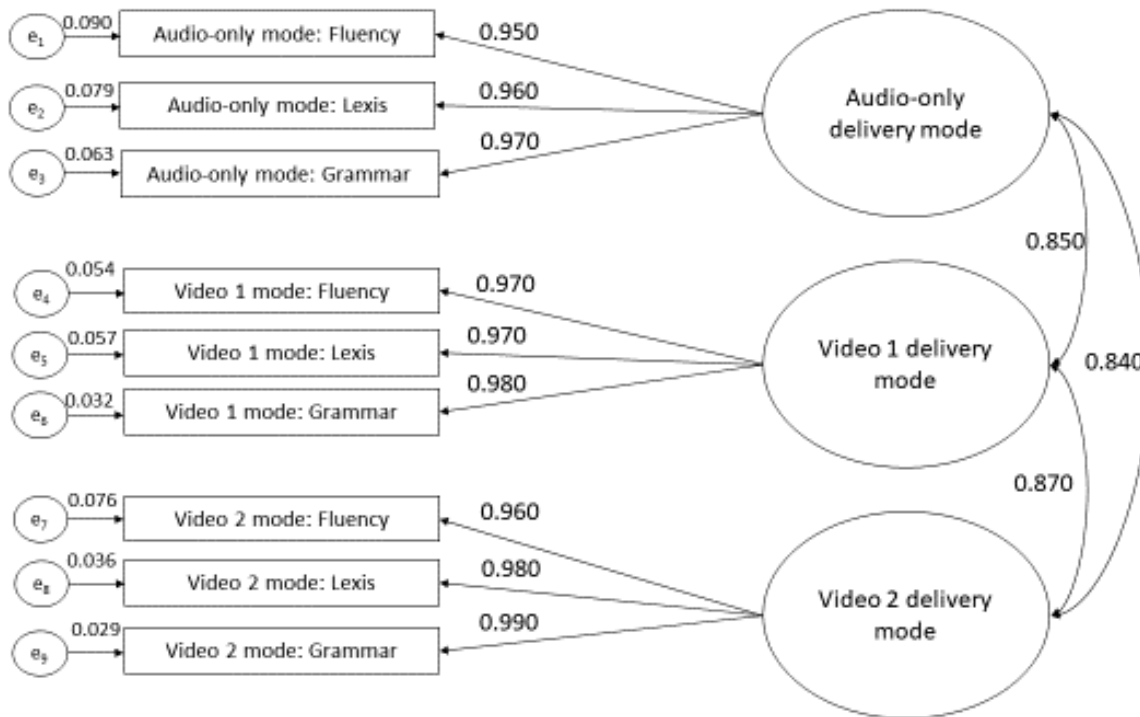 0.090
e1
Audio-only mode: Fluency
0.950
0.079
e2
Audio-only mode: Lexis
0.960
0.063
e3
Audio-only mode: Grammar
0.970
Audio-only
delivery mode
0.850
0.054
e4
Video 1 mode: Fluency
0.970
0.057
e5
Video 1 mode: Lexis
0.970
0.032
e6
Video 1 mode: Grammar
0.980
Video 1 delivery
mode
0.840
0.870
0.076
e7
Video 2 mode: Fluency
0.960
0.036
e8
Video 2 mode: Lexis
0.980
0.029
e9
Video 2 mode: Grammar
0.990
Video 2 delivery
mode